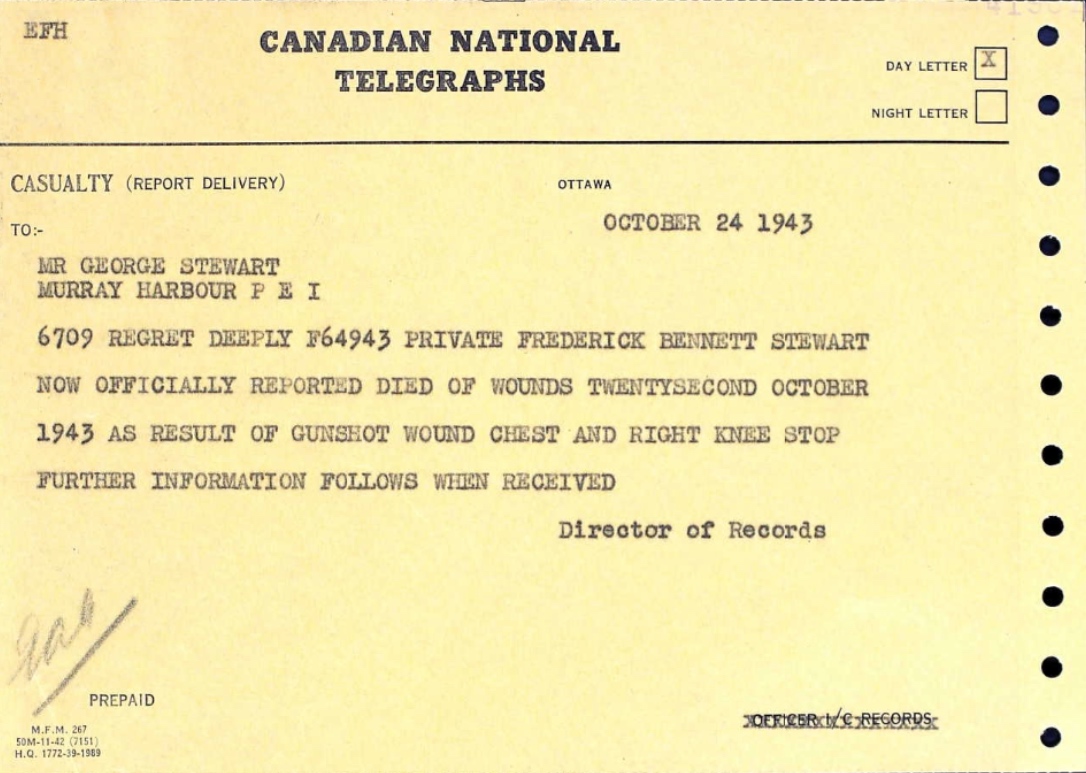 EFH
CANADIAN NATIONAL
TELEGRAPHS
DAY LETTER X
NIGHT LETTER
CASUALTY (REPORT DELIVERY)
OTTAWA
OCTOBER 24 1943
TO:-
MR GEORGE STEWART
MURRAY HARBOUR P E I
6709 REGRET DEEPLY F64943 PRIVATE FREDERICK BENNETT STEWART
NOW OFFICIALLY REPORTED DIED OF WOUNDS TWENTYSECOND OCTOBER
1943 AS RESULT OF GUNSHOT WOUND CHEST AND RIGHT KNEE STOP
FURTHER INFORMATION FOLLOWS WHEN RECEIVED
Director of Records
PREPAID
OFFICER I/C RECORDS
M.F.M. 267
50M-11-42 (7151)
H.Q. 1772-39-1989